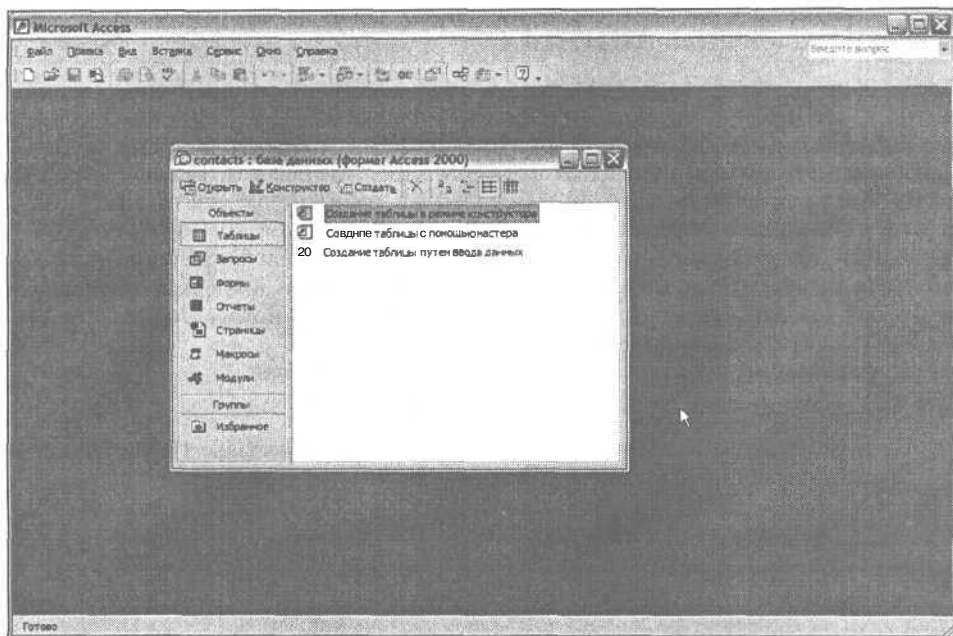 Microsoft Access
Файл Правка Вид Вставка Сервис Окно Справка
Введите вопрос
contacts : база данных (формат Access 2000)
Открыть Конструктор Создать
Объекты
Таблицы
Запросы
Формы
Отчеты
Страницы
Макросы
Модули
Группы
Избранное
Создание таблицы в режиме конструктора
Совднпе таблицы с помощью мастера
20 Создание таблицы путем ввода данных
Готово